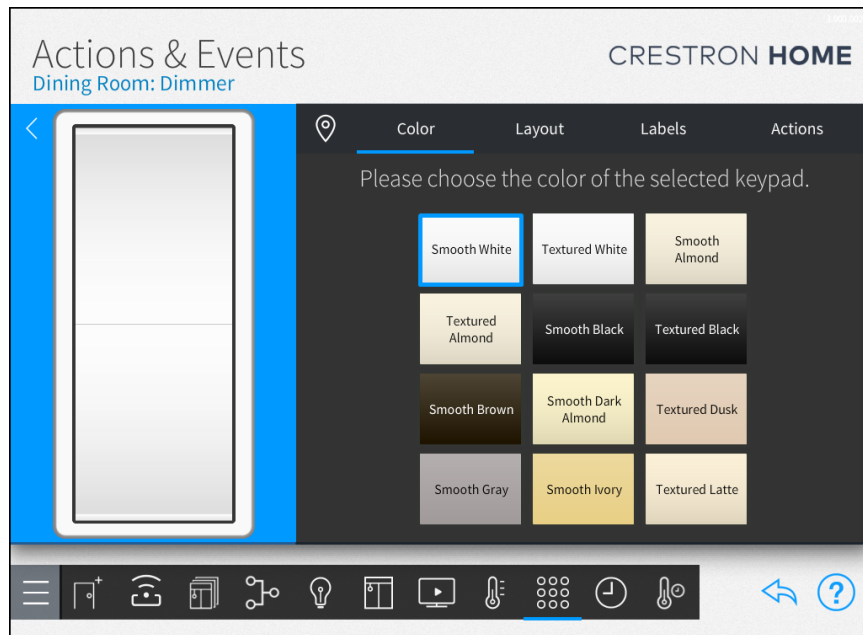 Actions & Events
CRESTRON HOME
Dining Room: Dimmer
Color
Layout
Labels
Actions
Please choose the color of the selected keypad.
Smooth White
Textured White
Smooth
Almond
Textured
Almond
Smooth Black
Textured Black
Smooth Brown
Smooth Dark
Almond
Textured Dusk
Smooth Gray
Smooth Ivory
Textured Latte
?